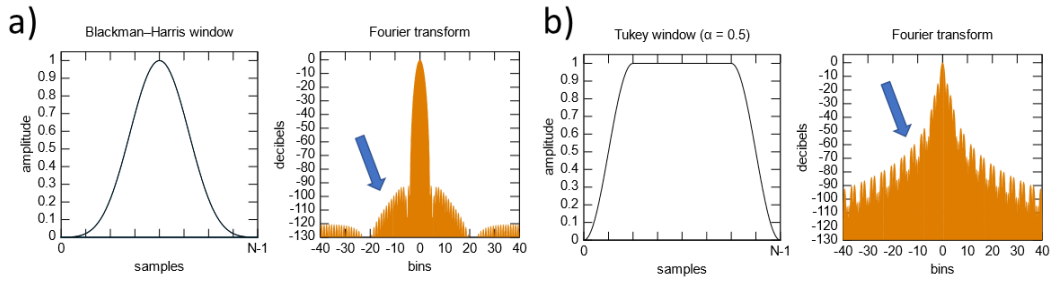 a)
Blackman–Harris window
1
0.9
0.8
0.7
0.6
0.5
0.4
0.3
0.2
0.1
0
amplitude
0 N-1
samples
Fourier transform
0
-10
-20
-30
-40
-50
-60
-70
-80
-90
-100
-110
-120
-130
decibels
-40 -30 -20 -10 0 10 20 30 40
bins
b)
Tukey window (α = 0.5)
1
0.9
0.8
0.7
0.6
0.5
0.4
0.3
0.2
0.1
0
amplitude
0 N-1
samples
Fourier transform
0
-10
-20
-30
-40
-50
-60
-70
-80
-90
-100
-110
-120
-130
decibels
-40 -30 -20 -10 0 10 20 30 40
bins